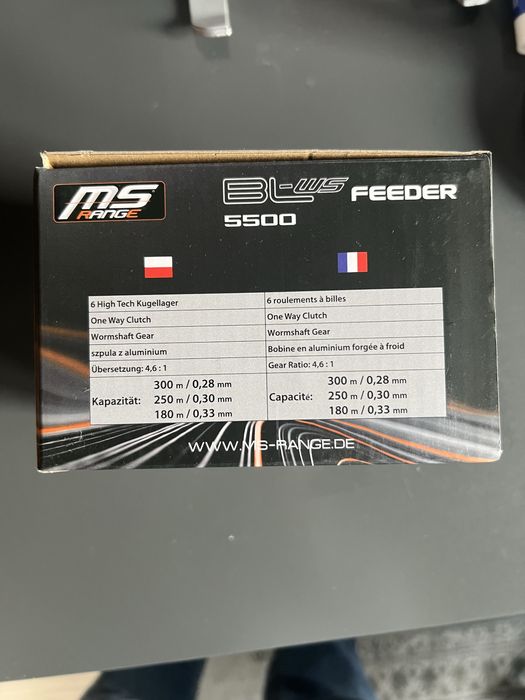 MS RANGE
BL-WS FEEDER
5500
6 High Tech Kugellager
One Way Clutch
Wormshaft Gear
szpula z aluminium
Übersetzung: 4,6 : 1
Kapazität:
300 m / 0,28 mm
250 m / 0,30 mm
180 m / 0,33 mm
6 roulements à billes
One Way Clutch
Wormshaft Gear
Bobine en aluminium forgée à froid
Gear Ratio: 4,6 : 1
Capacité:
300 m / 0,28 mm
250 m / 0,30 mm
180 m / 0,33 mm
WWW.MS-RANGE.DE